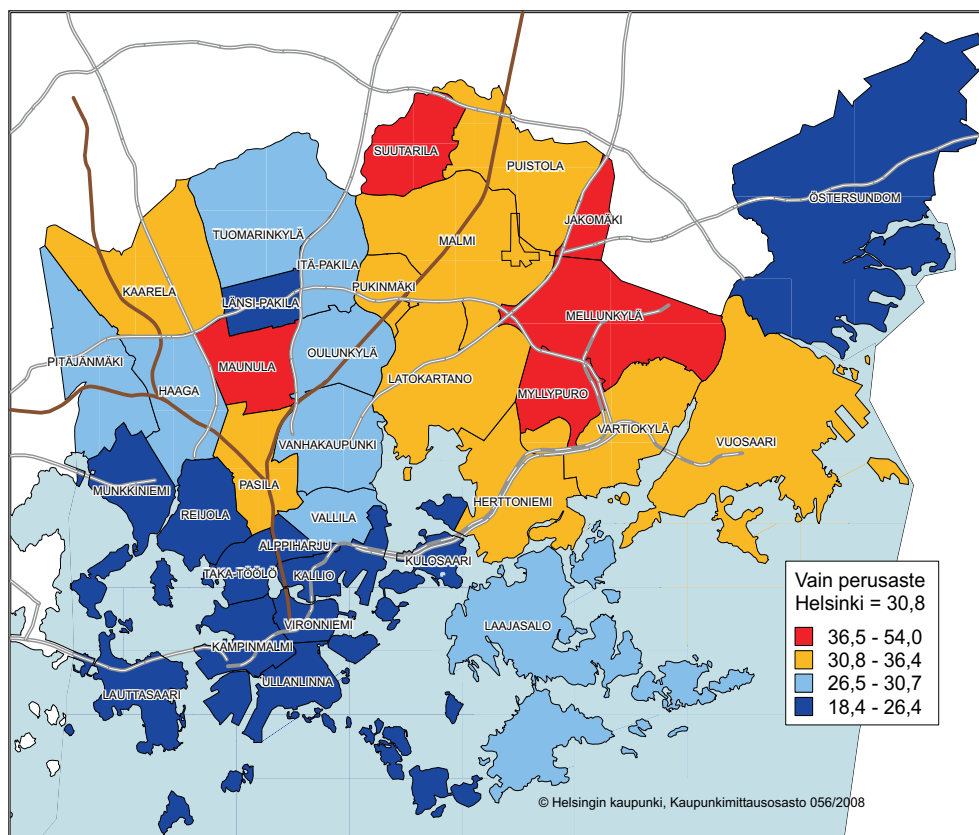 SUUTARILA
PUISTOLA
ÖSTERSUNDOM
JAKOMÄKI
TUOMARINKYLÄ
MALMI
ITÄ-PAKILA
KAARELA
PUKINMÄKI
LÄNSI-PAKILA
MELLUNKYLÄ
OULUNKYLÄ
PITÄJÄNMÄKI
MAUNULA
LATOKARTANO
HAAGA
MYLLYPURO
VARTIOKYLÄ
VANHAKAUPUNKI
VUOSAARI
PASILA
MUNKKINIEMI
HERTTONIEMI
REIJOLA
VALLILA
ALPPIHARJU
KULOSAARI
TAKA-TÖÖLÖ
KALLIO
VIRONNIEMI
LAAJASALO
KAMPINMALMI
ULLANLINNA
LAUTTASAARI
Vain perusaste
Helsinki = 30,8
36,5 - 54,0
30,8 - 36,4
26,5 - 30,7
18,4 - 26,4
© Helsingin kaupunki, Kaupunkimittausosasto 056/2008